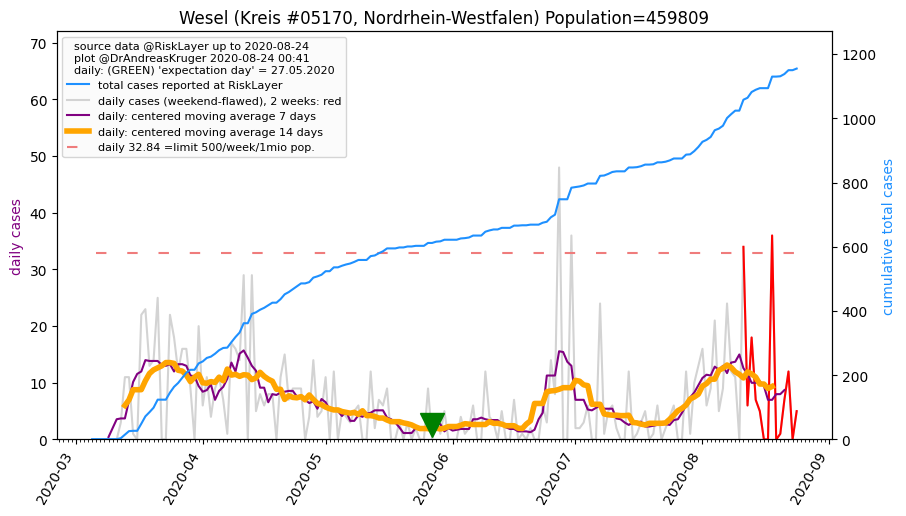 Wesel (Kreis #05170, Nordrhein-Westfalen) Population=459809
source data @RiskLayer up to 2020-08-24
plot @DrAndreasKruger 2020-08-24 00:41
daily: (GREEN) 'expectation day' = 27.05.2020
total cases reported at RiskLayer
daily cases (weekend-flawed), 2 weeks: red
daily: centered moving average 7 days
daily: centered moving average 14 days
daily 32.84 =limit 500/week/1mio pop.
daily cases
70
60
50
40
30
20
10
0
cumulative total cases
1200
1000
800
600
400
200
0
2020-03
2020-04
2020-05
2020-06
2020-07
2020-08
2020-09